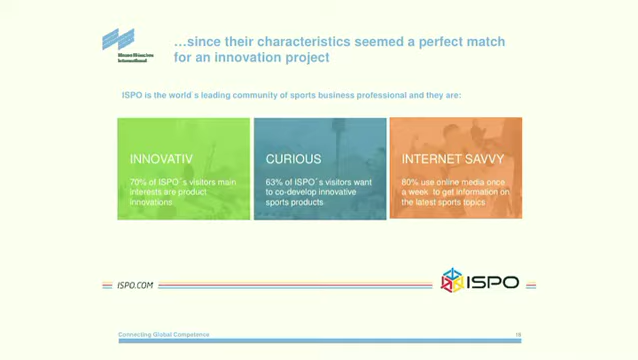 Messe München
International
…since their characteristics seemed a perfect match
for an innovation project
ISPO is the world´s leading community of sports business professional and they are:
INNOVATIV
70% of ISPO´s visitors main
interests are product
innovations
CURIOUS
63% of ISPO´s visitors want
to co-develop innovative
sports products
INTERNET SAVVY
80% use online media once
a week to get information on
the latest sports topics
ISPO.COM
ISPO
Connecting Global Competence